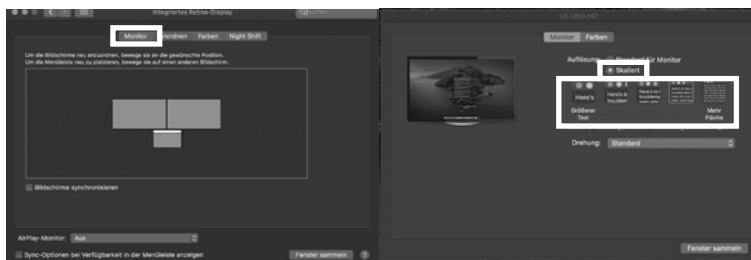 Integriertes Retina-Display
Suchen
Monitor Anordnen Farben Night Shift
Um die Bildschirme neu anzuordnen, bewege sie an die gewünschte Position.
Um die Menüleiste neu zu platzieren, bewege sie auf einen anderen Bildschirm.
Bildschirme synchronisieren
AirPlay-Monitor: Aus
Sync-Optionen bei Verfügbarkeit in der Menüleiste anzeigen
Fenster sammeln ?
LG Ultra HD
Monitor Farben
Auflösung: Standard für Monitor
Skaliert
Here's
Größerer
Text
Mehr
Fläche
Drehung: Standard
Fenster sammeln